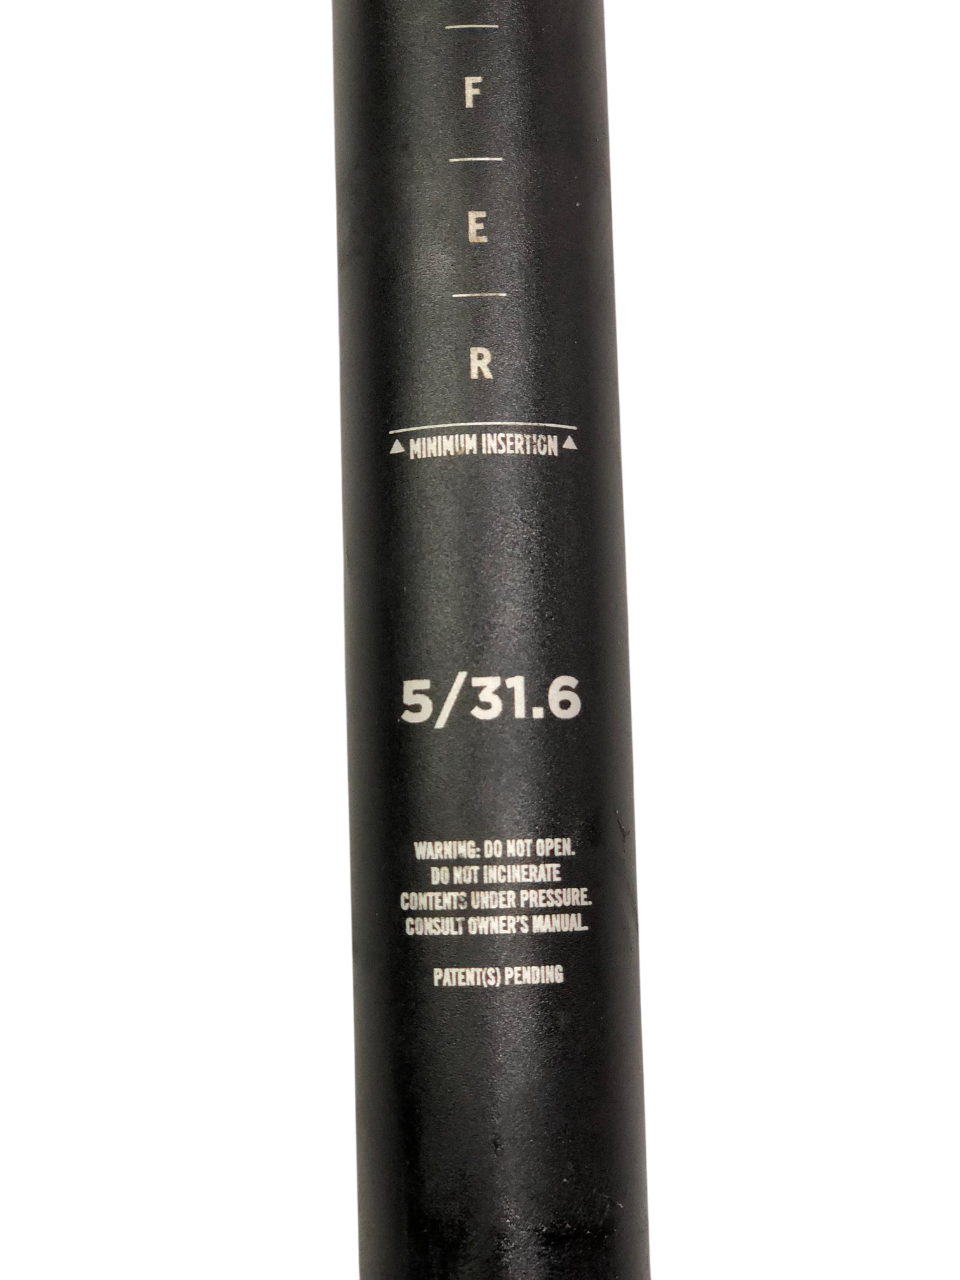 F
E
R
MINIMUM INSERTION
5/31.6
WARNING: DO NOT OPEN.
DO NOT INCINERATE
CONTENTS UNDER PRESSURE.
CONSULT OWNER'S MANUAL.
PATENT(S) PENDING